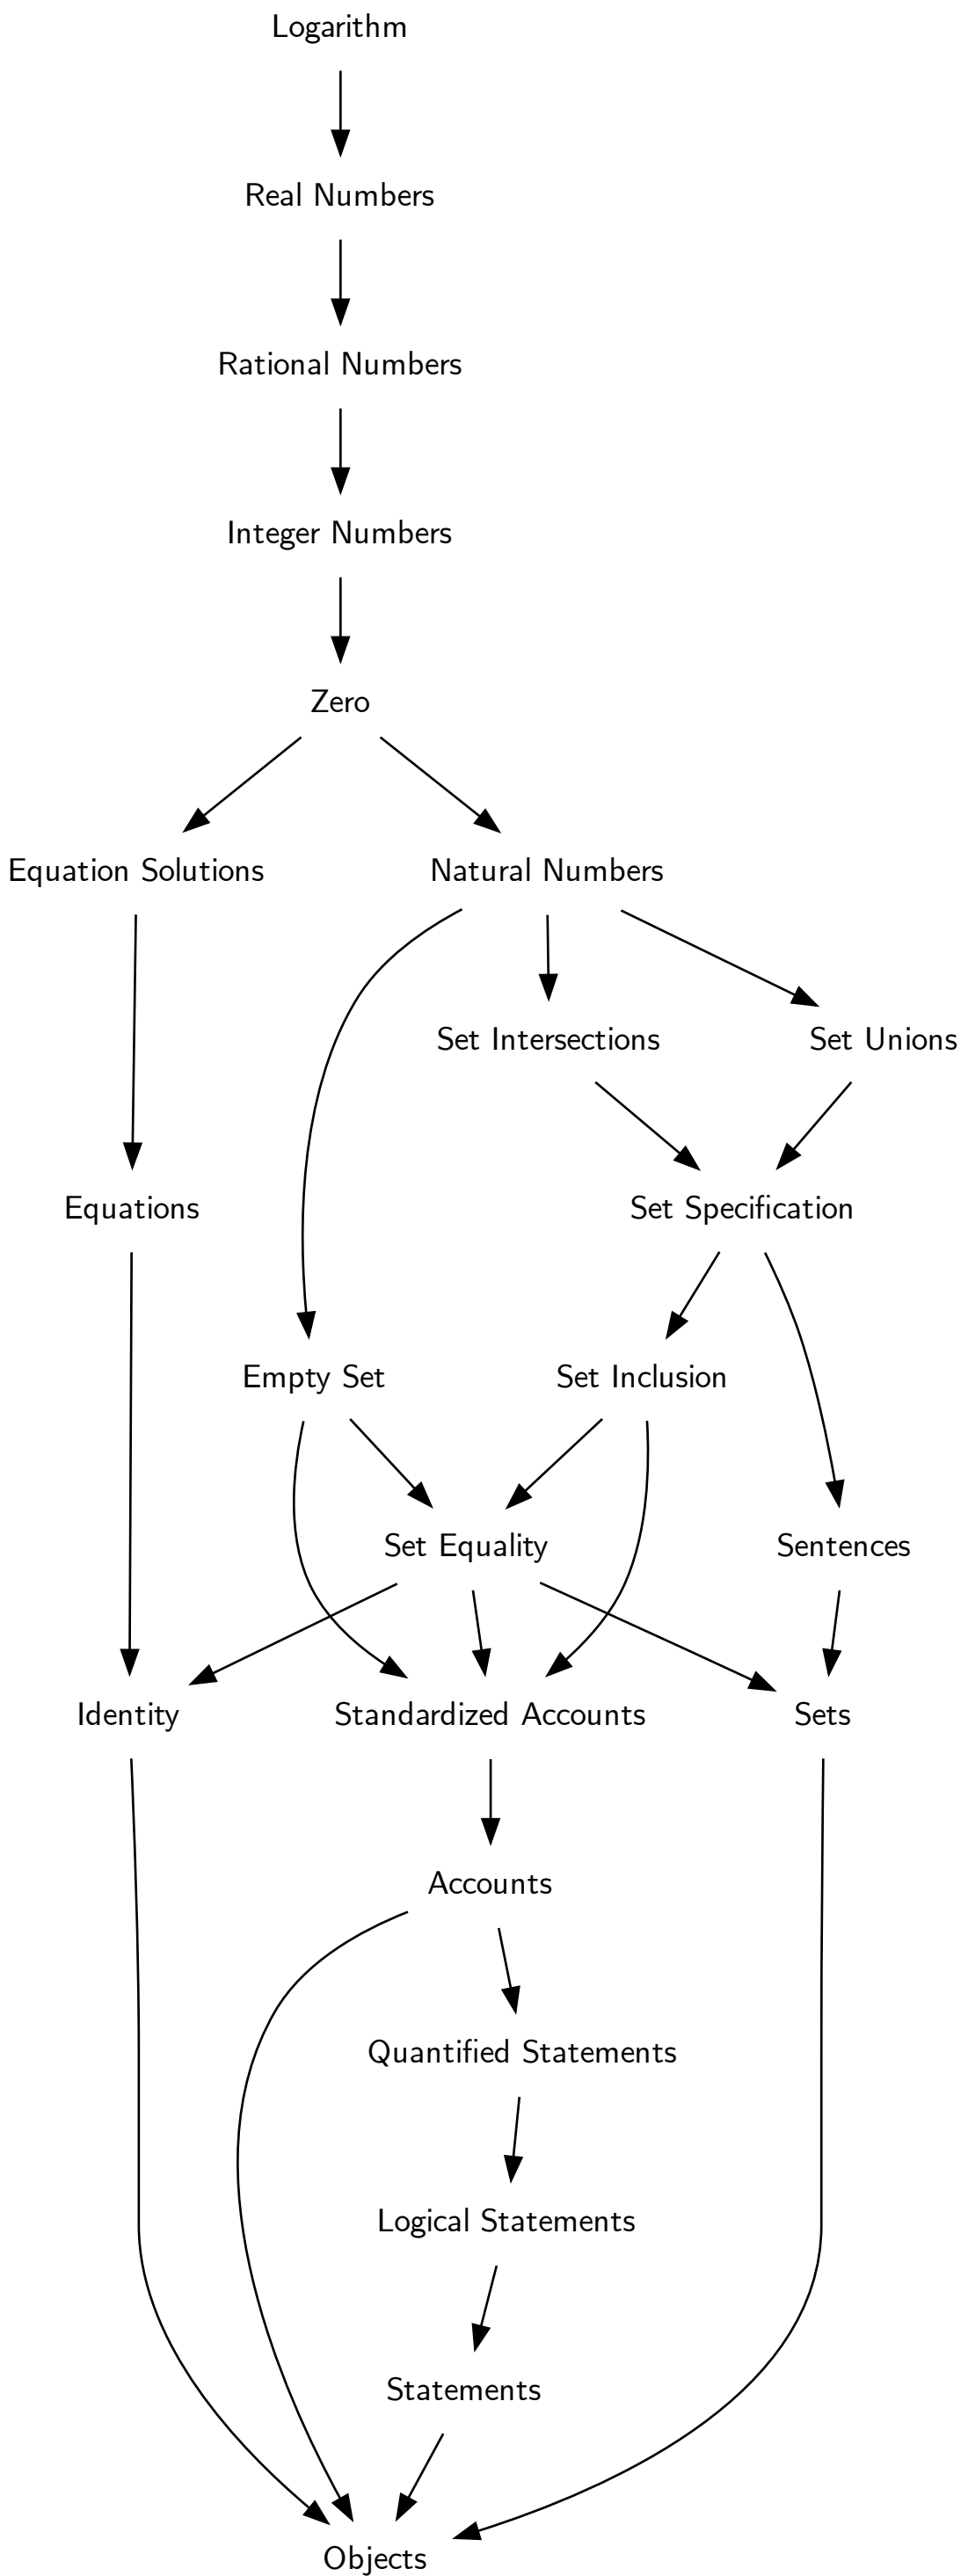 Logarithm
Real Numbers
Rational Numbers
Integer Numbers
Zero
Equation Solutions
Natural Numbers
Set Intersections
Set Unions
Equations
Set Specification
Empty Set
Set Inclusion
Set Equality
Sentences
Identity
Standardized Accounts
Sets
Accounts
Quantified Statements
Logical Statements
Statements
Objects